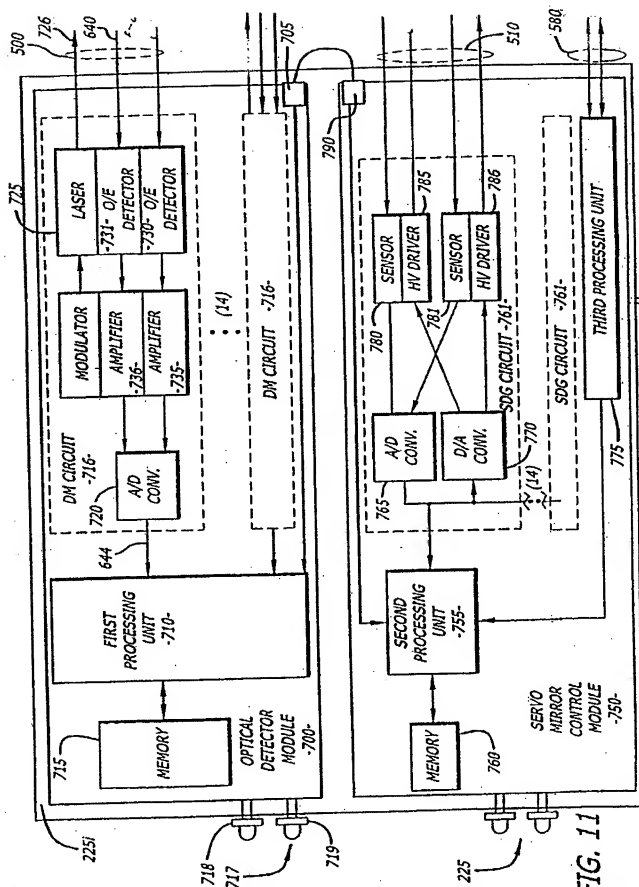 500
726
640
510
580
705
790
725
LASER
-731- O/E
DETECTOR
-730- O/E
DETECTOR
MODULATOR
AMPLIFIER
-736-
AMPLIFIER
-735-
DM CIRCUIT
-716-
720
A/D
CONV.
644
(14)
DM CIRCUIT -716-
FIRST
PROCESSING
UNIT
-710-
715
MEMORY
OPTICAL
DETECTOR
MODULE
-700-
225i
718
717
719
785
786
SENSOR
HV DRIVER
SENSOR
HV DRIVER
780
781
SDG CIRCUIT -761-
A/D
CONV.
765
D/A
CONV.
770
(14)
SDG CIRCUIT -761-
THIRD PROCESSING UNIT
775
SECOND
PROCESSING
UNIT
-755-
MEMORY
760
SERVO
MIRROR
CONTROL
MODULE
-750-
225
FIG. 11